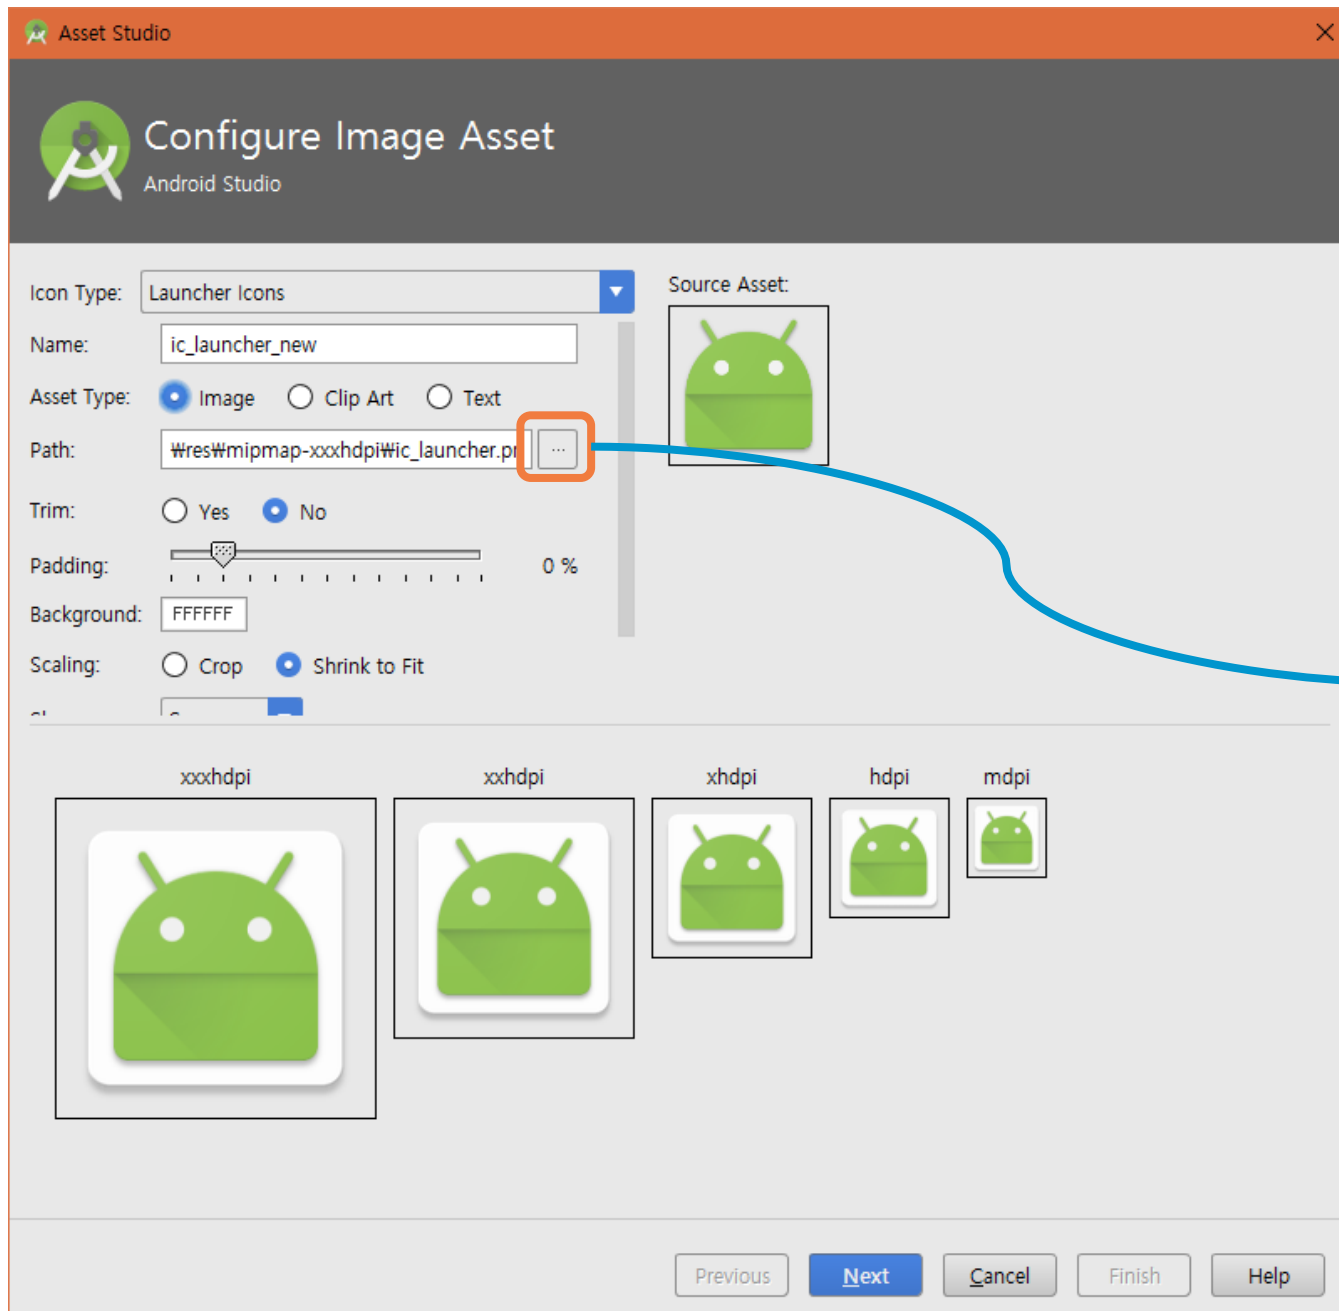 Asset Studio
Configure Image Asset
Android Studio
Icon Type: Launcher Icons
Source Asset:
Name: ic_launcher_new
Asset Type: Image Clip Art Text
Path: ₩res₩mipmap-xxxhdpi₩ic_launcher.pr ...
Trim: Yes No
Padding: 0 %
Background: FFFFFF
Scaling: Crop Shrink to Fit
xxxhdpi xxhdpi xhdpi hdpi mdpi
Previous Next Cancel Finish Help